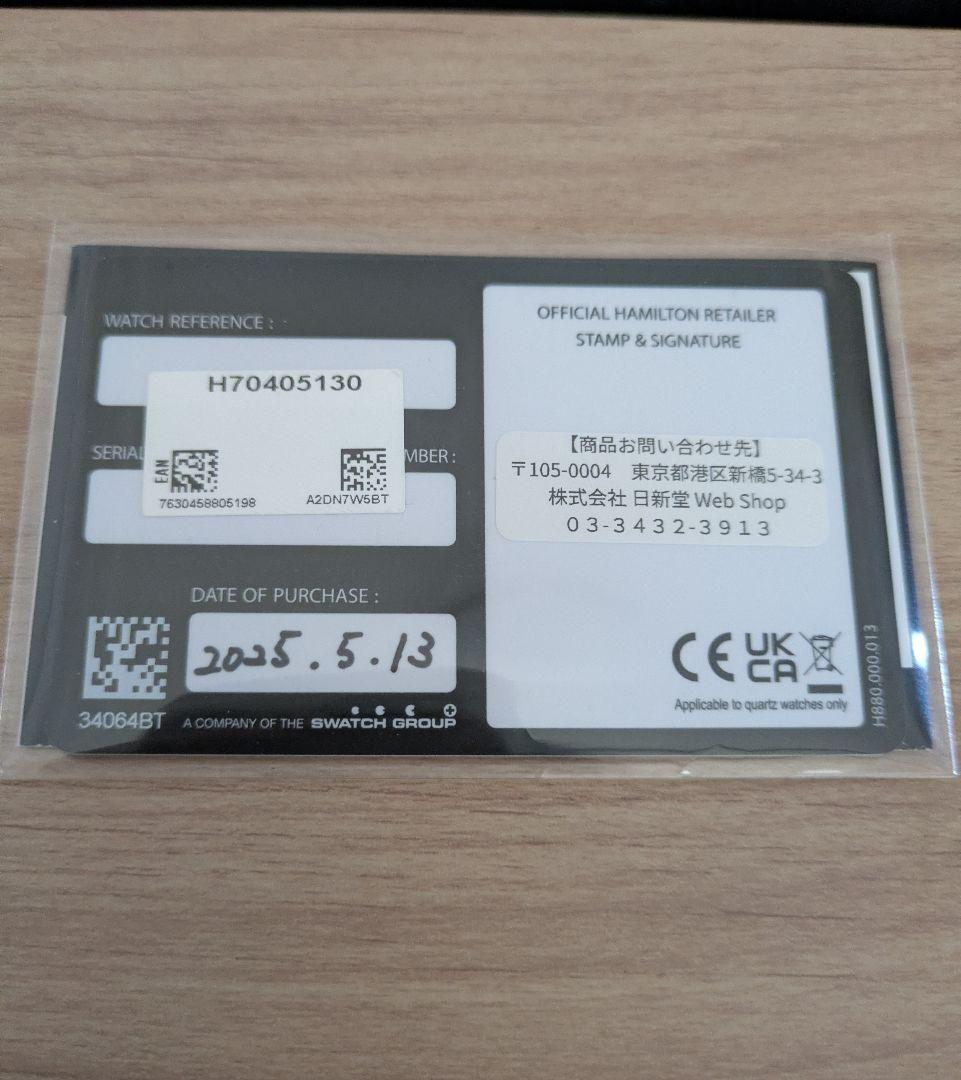 WATCH REFERENCE :
H70405130
SERIAL
MBER :
EAN
7630458805198
A2DN7W5BT
DATE OF PURCHASE :
2025.5.13
34064BT
A COMPANY OF THE SWATCH GROUP
OFFICIAL HAMILTON RETAILER
STAMP & SIGNATURE
【商品お問い合わせ先】
〒105-0004 東京都港区新橋5-34-3
株式会社 日新堂 Web Shop
03-3432-3913
CE UK CA
Applicable to quartz watches only
H880.000.013